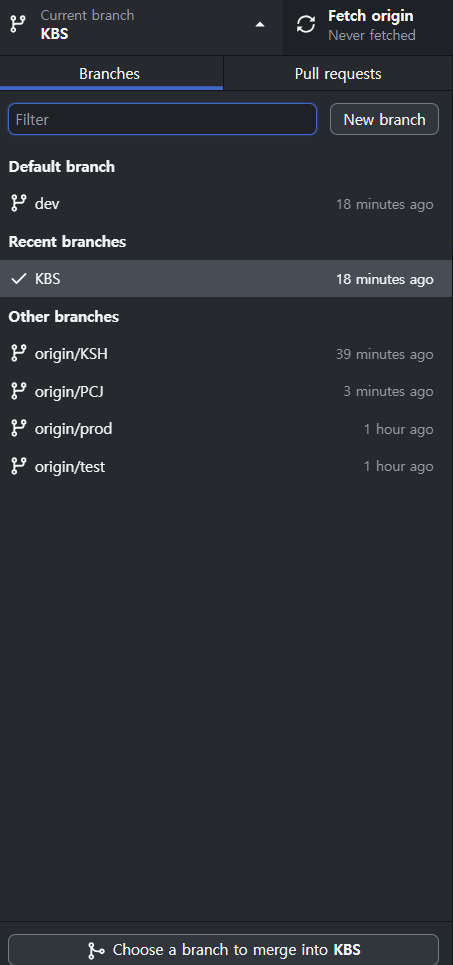 Current branch
KBS
Fetch origin
Never fetched
Branches
Pull requests
Filter
New branch
Default branch
dev 18 minutes ago
Recent branches
KBS 18 minutes ago
Other branches
origin/KSH 39 minutes ago
origin/PCJ 3 minutes ago
origin/prod 1 hour ago
origin/test 1 hour ago
Choose a branch to merge into KBS